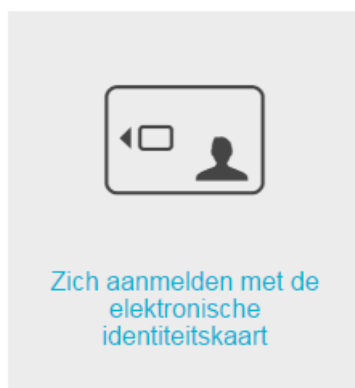 Zich aanmelden met de
elektronische
identiteitskaart